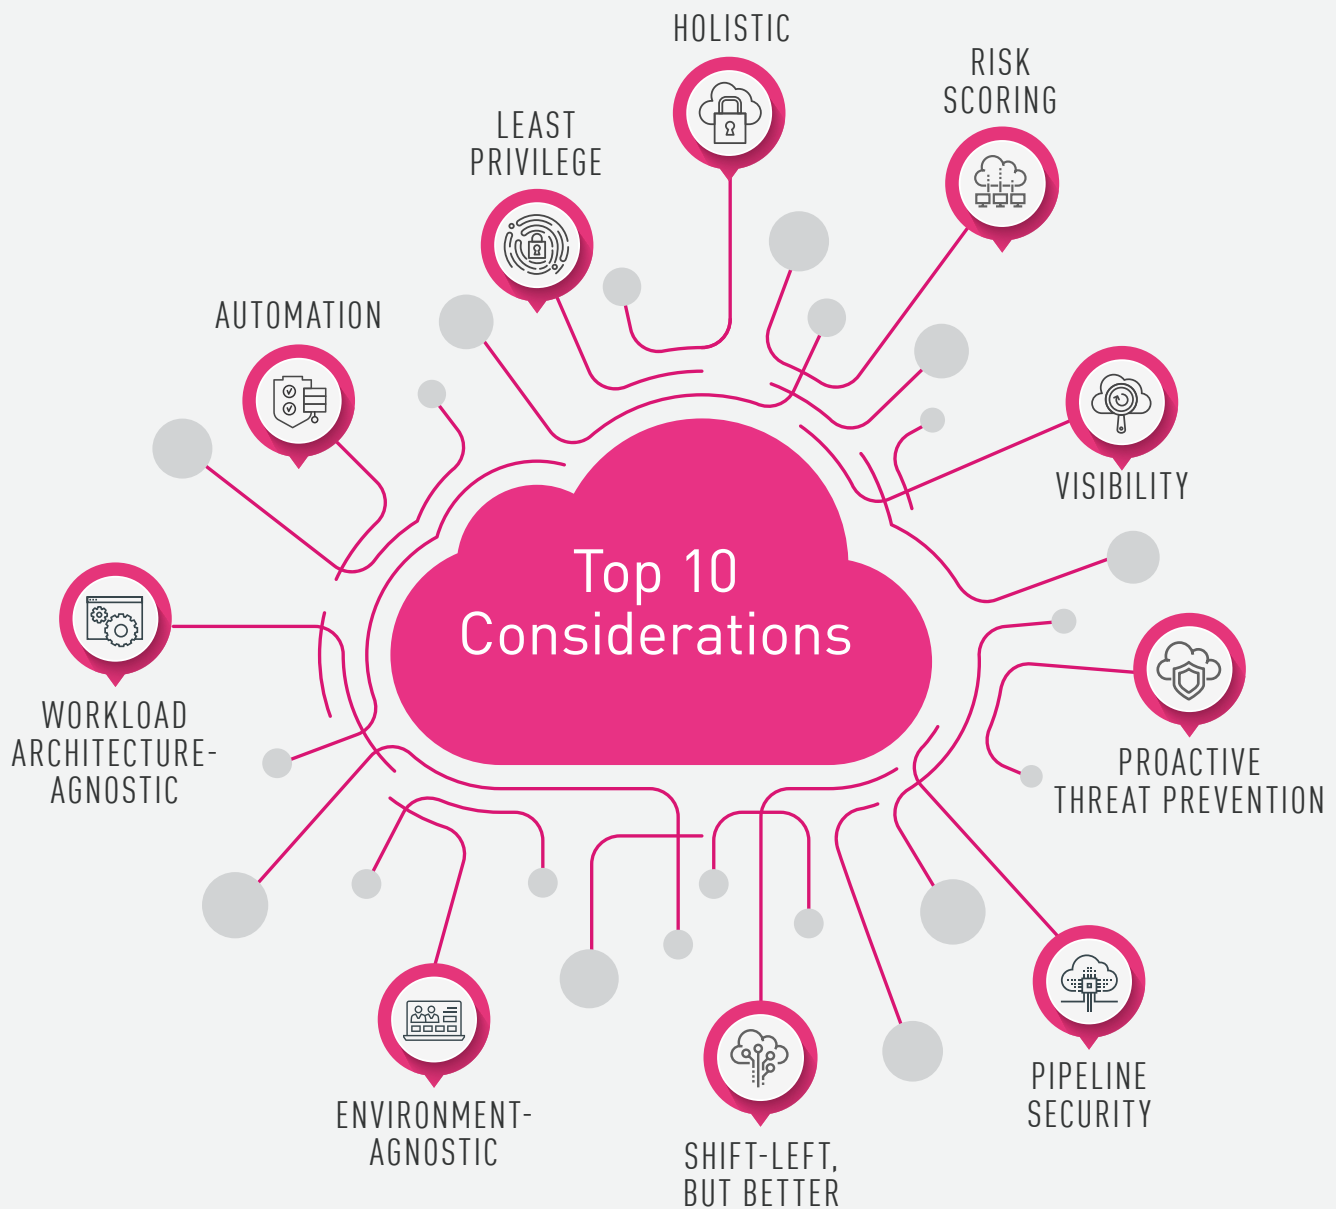 HOLISTIC
RISK
SCORING
LEAST
PRIVILEGE
AUTOMATION
VISIBILITY
Top 10
Considerations
WORKLOAD
ARCHITECTURE-
AGNOSTIC
PROACTIVE
THREAT PREVENTION
PIPELINE
SECURITY
ENVIRONMENT-
AGNOSTIC
SHIFT-LEFT,
BUT BETTER